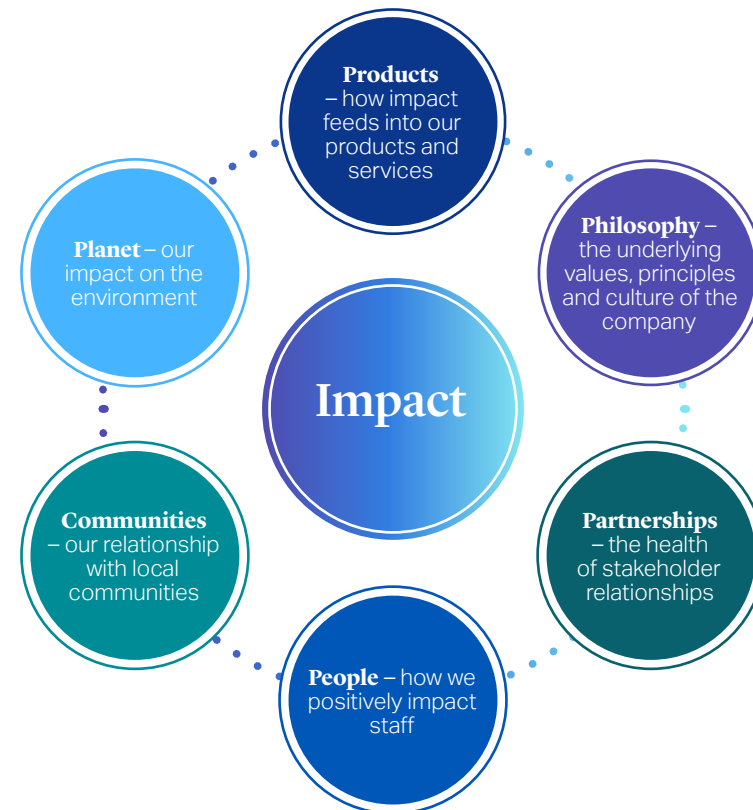 Products
– how impact
feeds into our
products and
services
Philosophy –
the underlying
values, principles
and culture of the
company
Partnerships
– the health
of stakeholder
relationships
People – how we
positively impact
staff
Communities
– our relationship
with local
communities
Planet – our
impact on the
environment
Impact